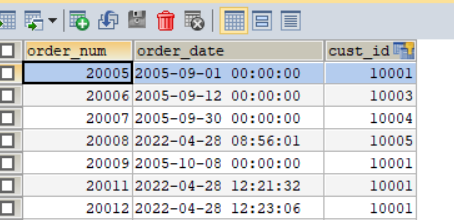 order_num order_date cust_id
20005 2005-09-01 00:00:00 10001
20006 2005-09-12 00:00:00 10003
20007 2005-09-30 00:00:00 10004
20008 2022-04-28 08:56:01 10005
20009 2005-10-08 00:00:00 10001
20011 2022-04-28 12:21:32 10001
20012 2022-04-28 12:23:06 10001